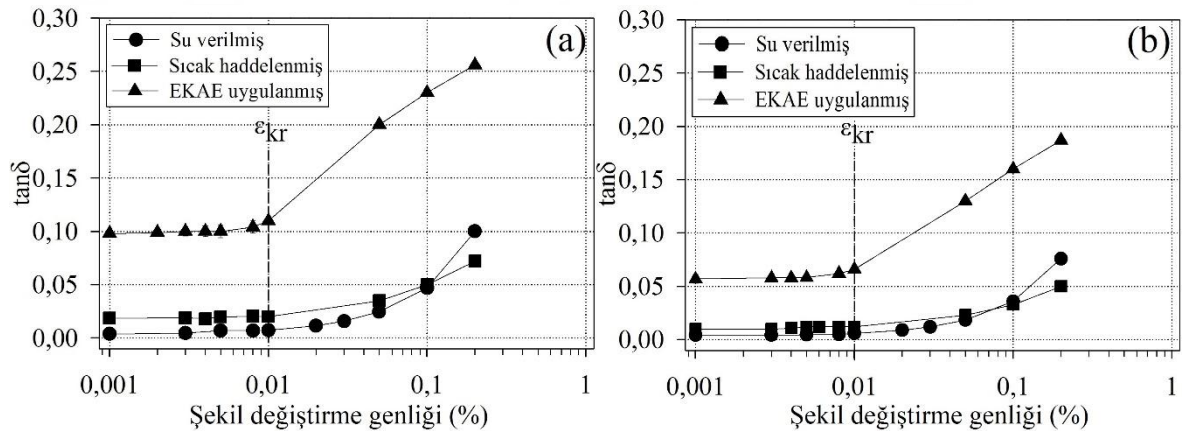 0,30
0,25
0,20
0,15
0,10
0,05
0,00
tanδ
(a)
Su verilmiş
Sıcak haddelenmiş
EKAE uygulanmış
εkr
0,001
0,01
0,1
1
Şekil değiştirme genliği (%)
0,30
0,25
0,20
0,15
0,10
0,05
0,00
tanδ
(b)
Su verilmiş
Sıcak haddelenmiş
EKAE uygulanmış
εkr
0,001
0,01
0,1
1
Şekil değiştirme genliği (%)